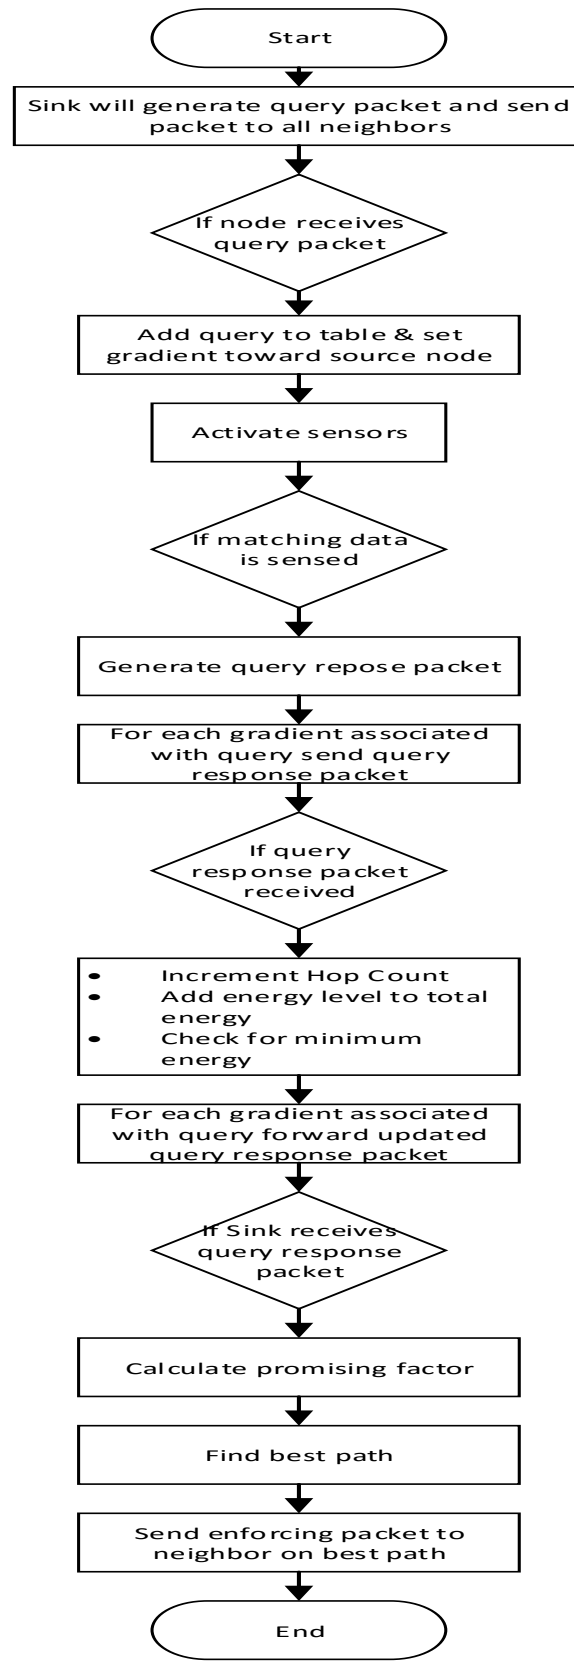 Start
Sink will generate query packet and send
packet to all neighbors
If node receives
query packet
Add query to table & set
gradient toward source node
Activate sensors
If matching data
is sensed
Generate query repose packet
For each gradient associated
with query send query
response packet
If query
response packet
received
• Increment Hop Count
• Add energy level to total
energy
• Check for minimum
energy
For each gradient associated
with query forward updated
query response packet
If Sink receives
query response
packet
Calculate promising factor
Find best path
Send enforcing packet to
neighbor on best path
End